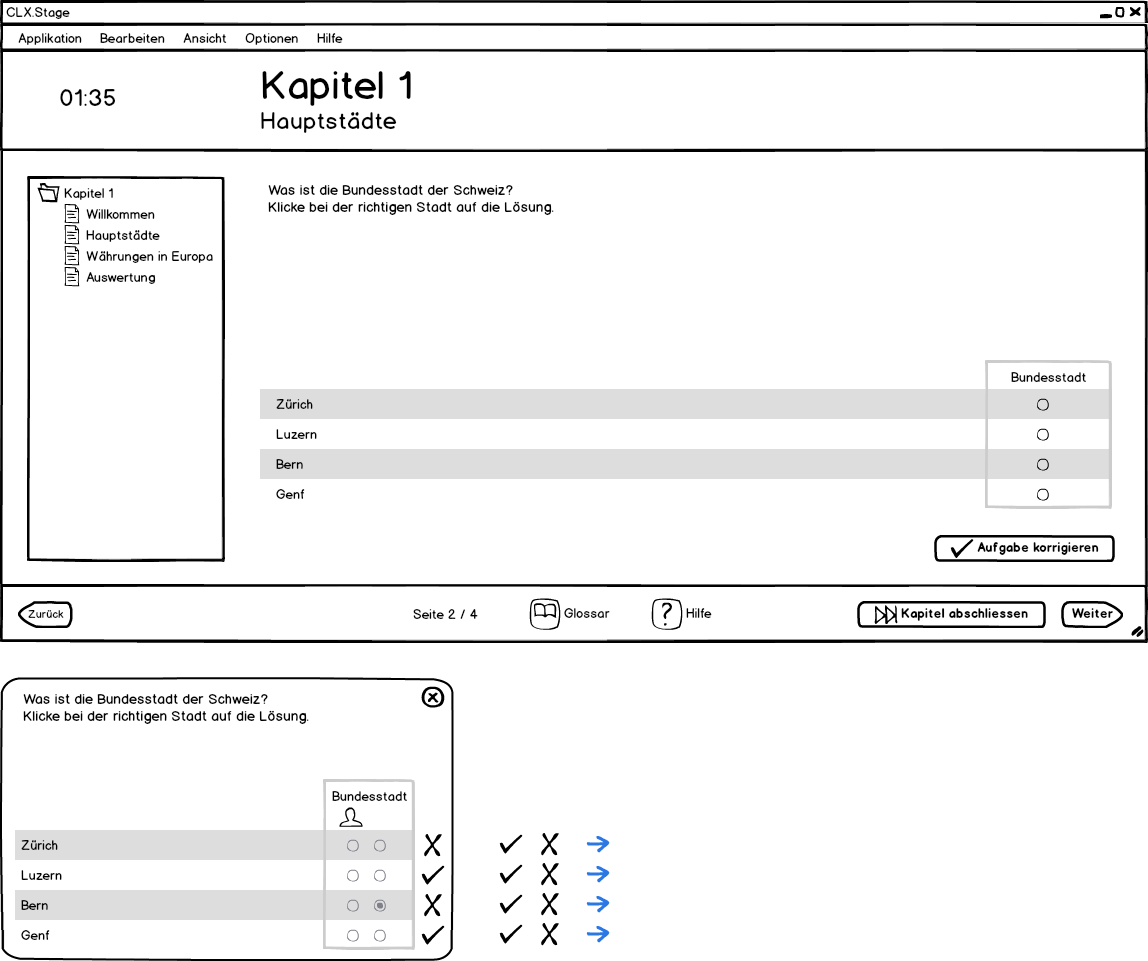 CLX.Stage
Applikation Bearbeiten Ansicht Optionen Hilfe
01:35
Kapitel 1
Hauptstädte
Kapitel 1
Willkommen
Hauptstädte
Währungen in Europa
Auswertung
Was ist die Bundesstadt der Schweiz?
Klicke bei der richtigen Stadt auf die Lösung.
Bundesstadt
Zürich
Luzern
Bern
Genf
Aufgabe korrigieren
Zurück
Seite 2 / 4
Glossar
? Hilfe
Kapitel abschliessen
Weiter
Was ist die Bundesstadt der Schweiz?
Klicke bei der richtigen Stadt auf die Lösung.
Bundesstadt
Zürich
Luzern
Bern
Genf